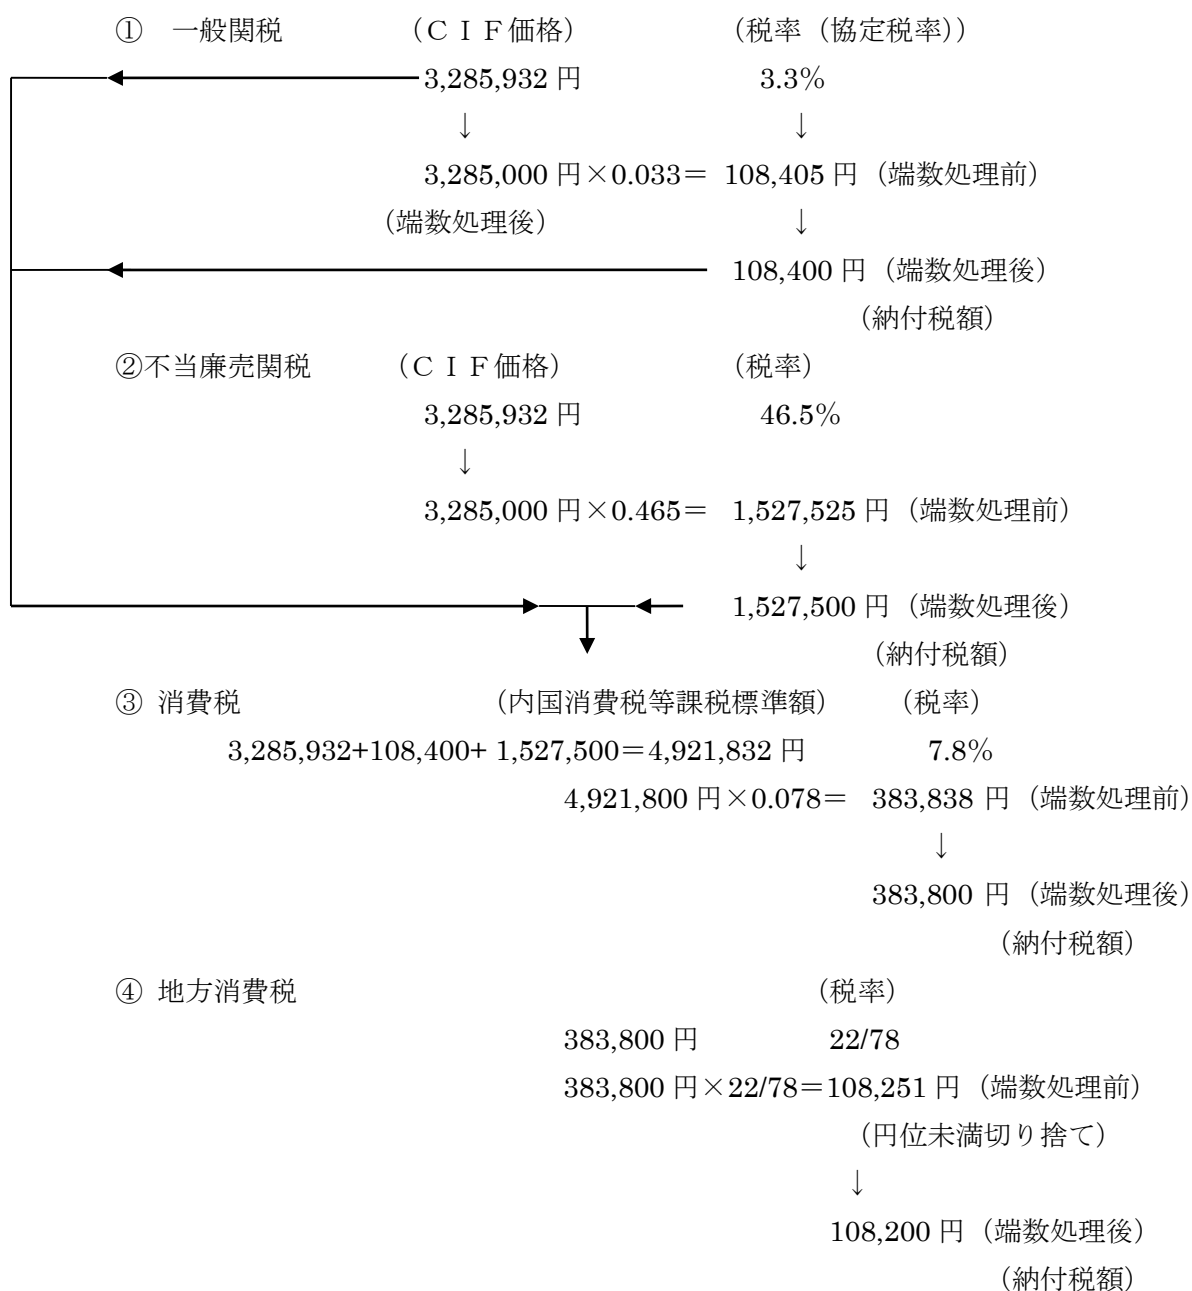 ① 一般関税 (ＣＩＦ価格) (税率（協定税率）)
3,285,932 円 3.3％
↓ ↓
3,285,000 円×0.033＝ 108,405 円（端数処理前）
(端数処理後) ↓
108,400 円（端数処理後）
（納付税額）
②不当廉売関税 （ＣＩＦ価格） （税率）
3,285,932 円 46.5％
↓
3,285,000 円×0.465＝ 1,527,525 円（端数処理前）
↓
1,527,500 円（端数処理後）
（納付税額）
③ 消費税 （内国消費税等課税標準額） （税率）
3,285,932+108,400+ 1,527,500＝4,921,832 円 7.8％
4,921,800 円×0.078＝ 383,838 円（端数処理前）
↓
383,800 円（端数処理後）
（納付税額）
④ 地方消費税 （税率）
383,800 円 22/78
383,800 円×22/78＝108,251 円（端数処理前）
（円位未満切り捨て）
↓
108,200 円（端数処理後）
（納付税額）